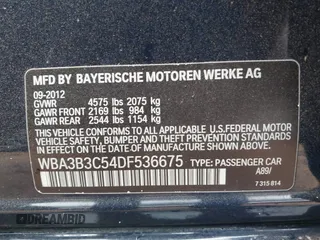 MFD BY BAYERISCHE MOTOREN WERKE AG
09-2012
GVWR 4575 lbs 2075 kg
GAWR FRONT 2169 lbs 984 kg
GAWR REAR 2544 lbs 1154 kg
THIS VEHICLE CONFORMS TO ALL APPLICABLE U.S. FEDERAL MOTOR VEHICLE SAFETY, BUMPER AND THEFT PREVENTION STANDARDS IN EFFECT ON THE DATE OF MANUFACTURE SHOWN ABOVE.
WBA3B3C54DF536675 TYPE: PASSENGER CAR
A89/
7 315 814
DREAMBID